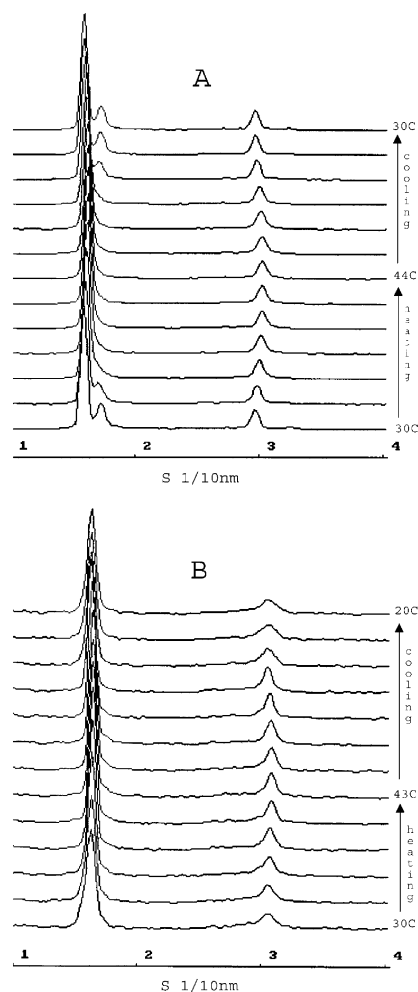 A
30C
cooling
44C
heating
30C
1 2 3 4
S 1/10nm
B
20C
cooling
43C
heating
30C
1 2 3 4
S 1/10nm